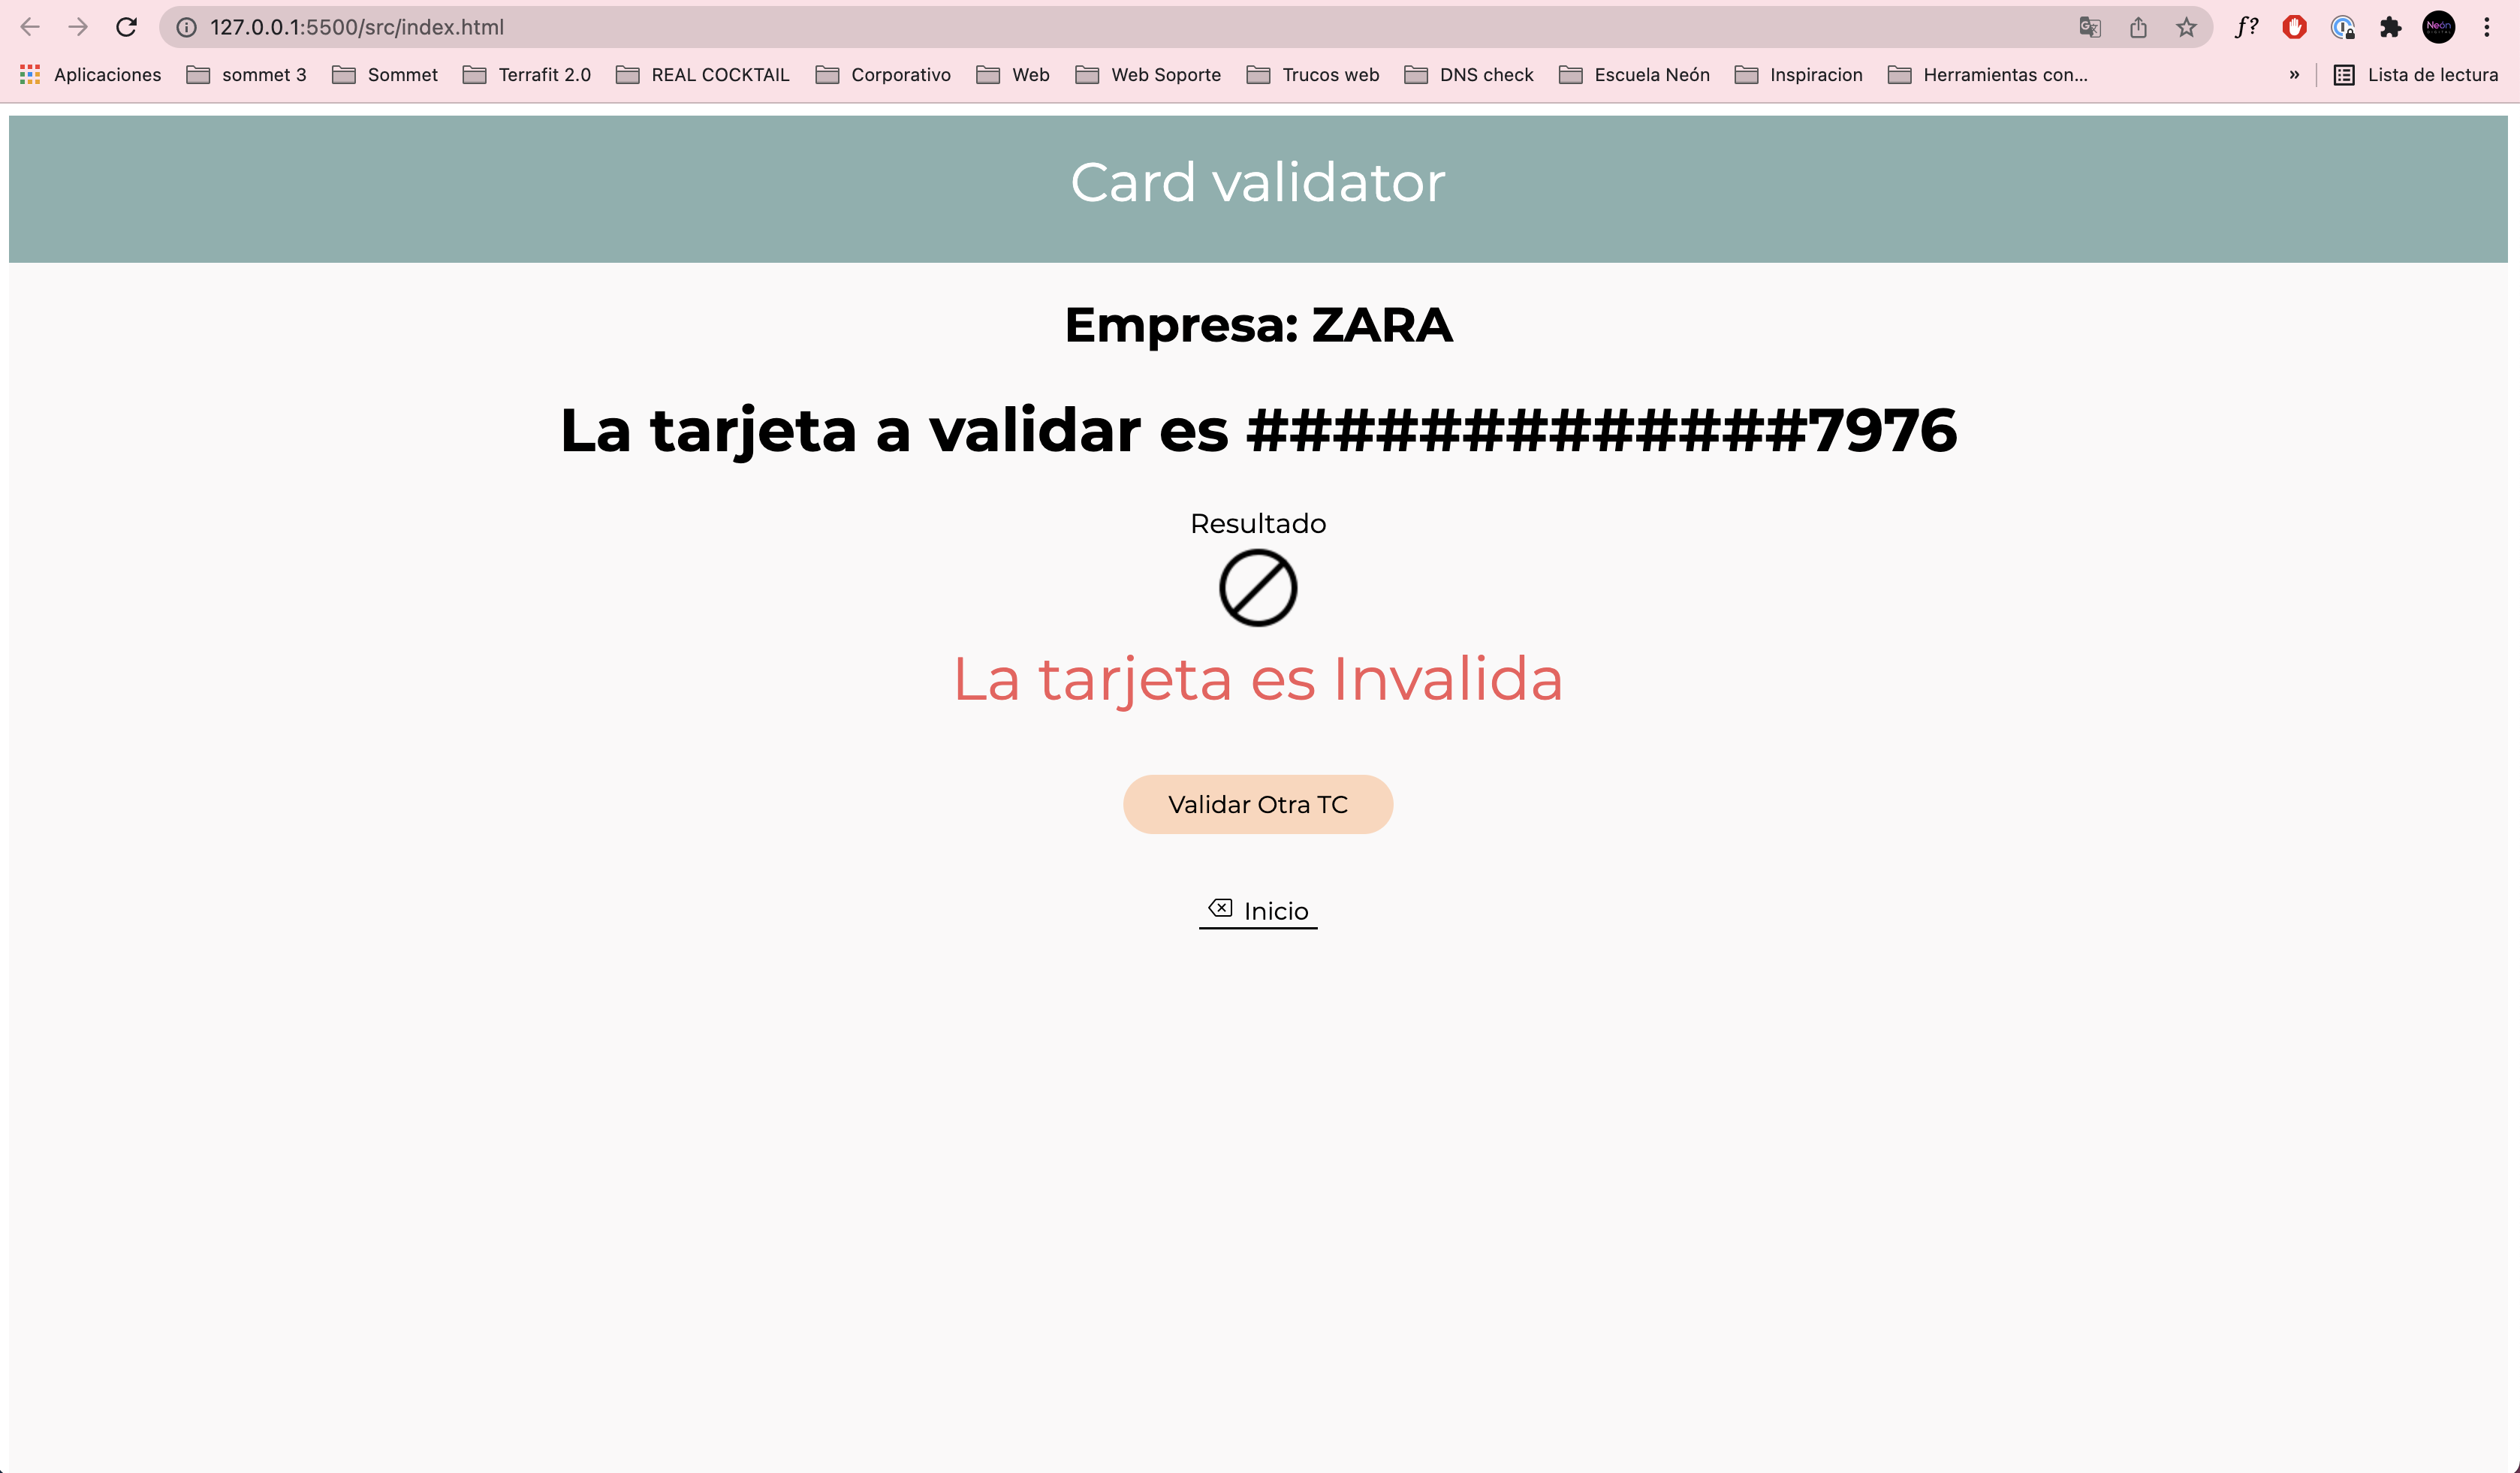 127.0.0.1:5500/src/index.html
Aplicaciones sommet 3 Sommet Terrafit 2.0 REAL COCKTAIL Corporativo Web Web Soporte Trucos web DNS check Escuela Neón Inspiracion Herramientas con... » Lista de lectura
Card validator
Empresa: ZARA
La tarjeta a validar es #############7976
Resultado
La tarjeta es Invalida
Validar Otra TC
Inicio